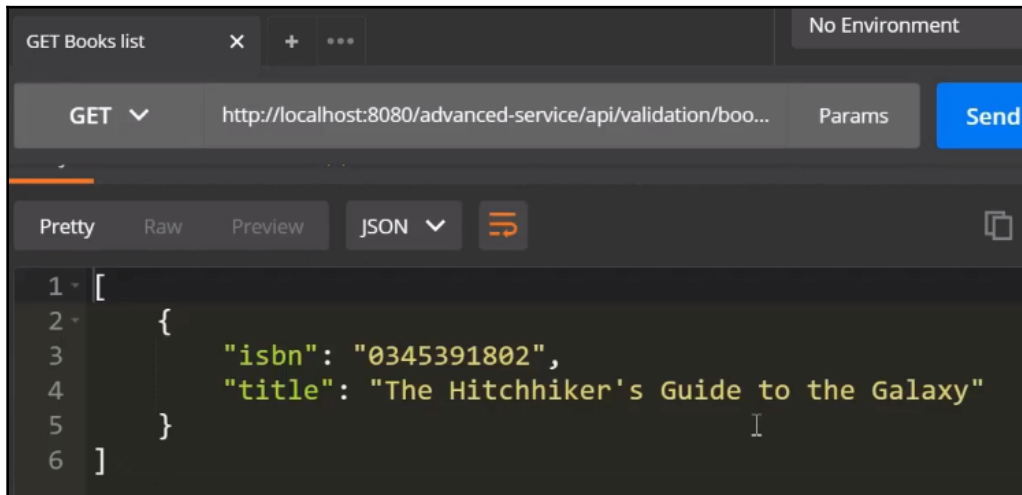 GET Books list × + •••
No Environment
GET http://localhost:8080/advanced-service/api/validation/boo... Params Send
Pretty Raw Preview JSON
1 [
2 {
3 "isbn": "0345391802",
4 "title": "The Hitchhiker's Guide to the Galaxy"
5 }
6 ]